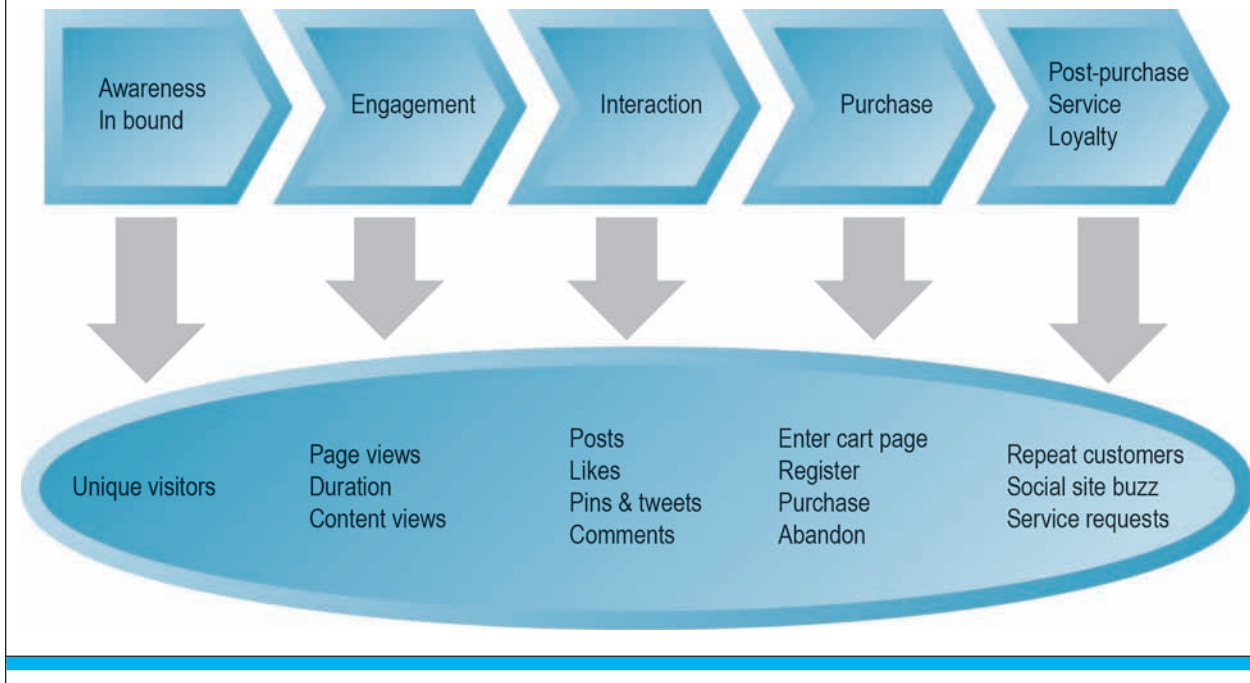 Awareness
In bound
Engagement
Interaction
Purchase
Post-purchase
Service
Loyalty
Unique visitors
Page views
Duration
Content views
Posts
Likes
Pins & tweets
Comments
Enter cart page
Register
Purchase
Abandon
Repeat customers
Social site buzz
Service requests